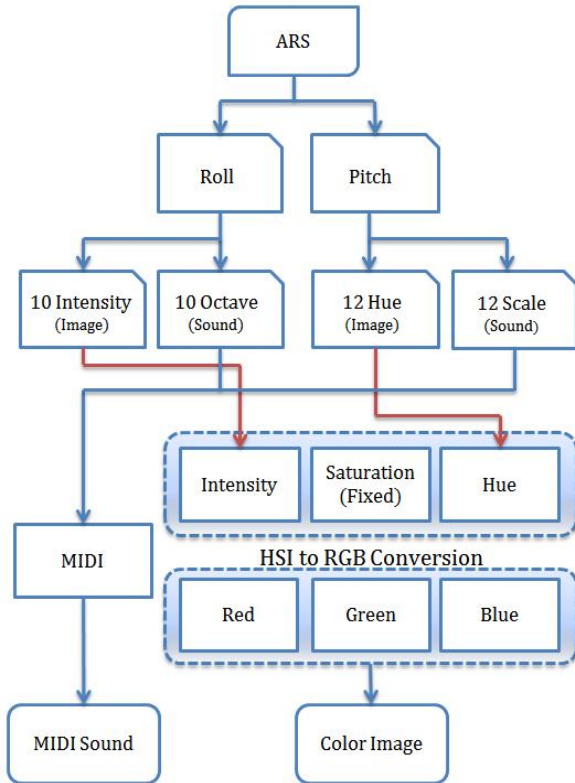 ARS
Roll
Pitch
10 Intensity
(Image)
10 Octave
(Sound)
12 Hue
(Image)
12 Scale
(Sound)
Intensity
Saturation
(Fixed)
Hue
MIDI
HSI to RGB Conversion
Red
Green
Blue
MIDI Sound
Color Image